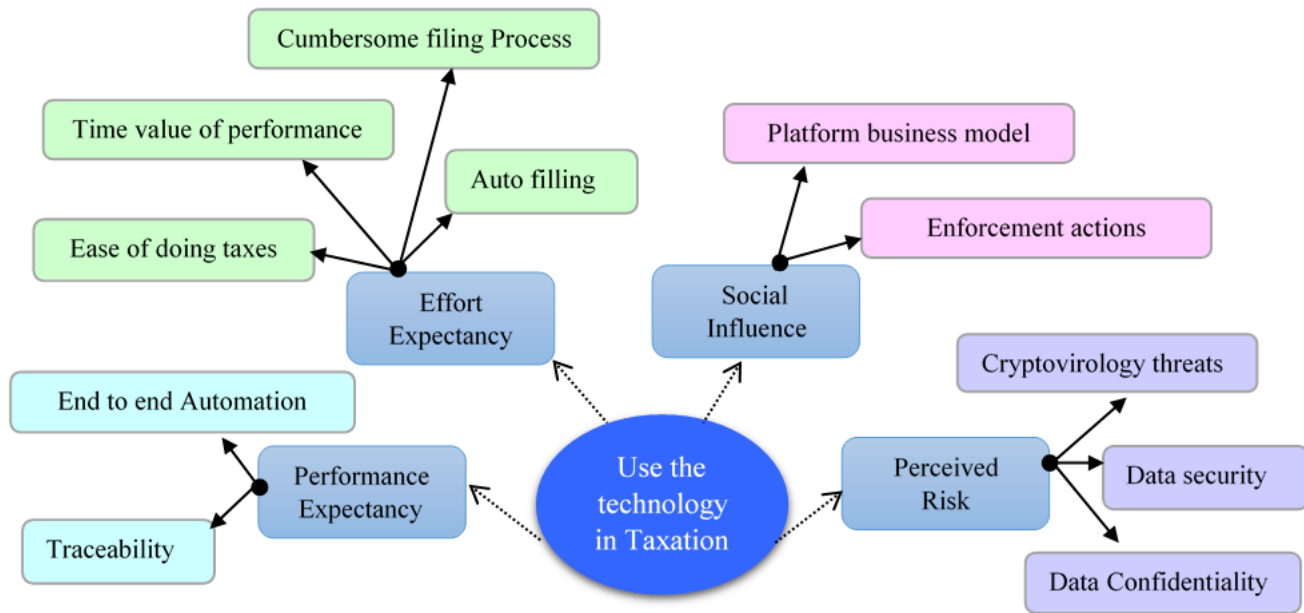 Cumbersome filing Process
Time value of performance
Auto filling
Ease of doing taxes
Effort
Expectancy
Platform business model
Enforcement actions
Social
Influence
End to end Automation
Traceability
Performance
Expectancy
Use the
technology
in Taxation
Perceived
Risk
Cryptovirology threats
Data security
Data Confidentiality